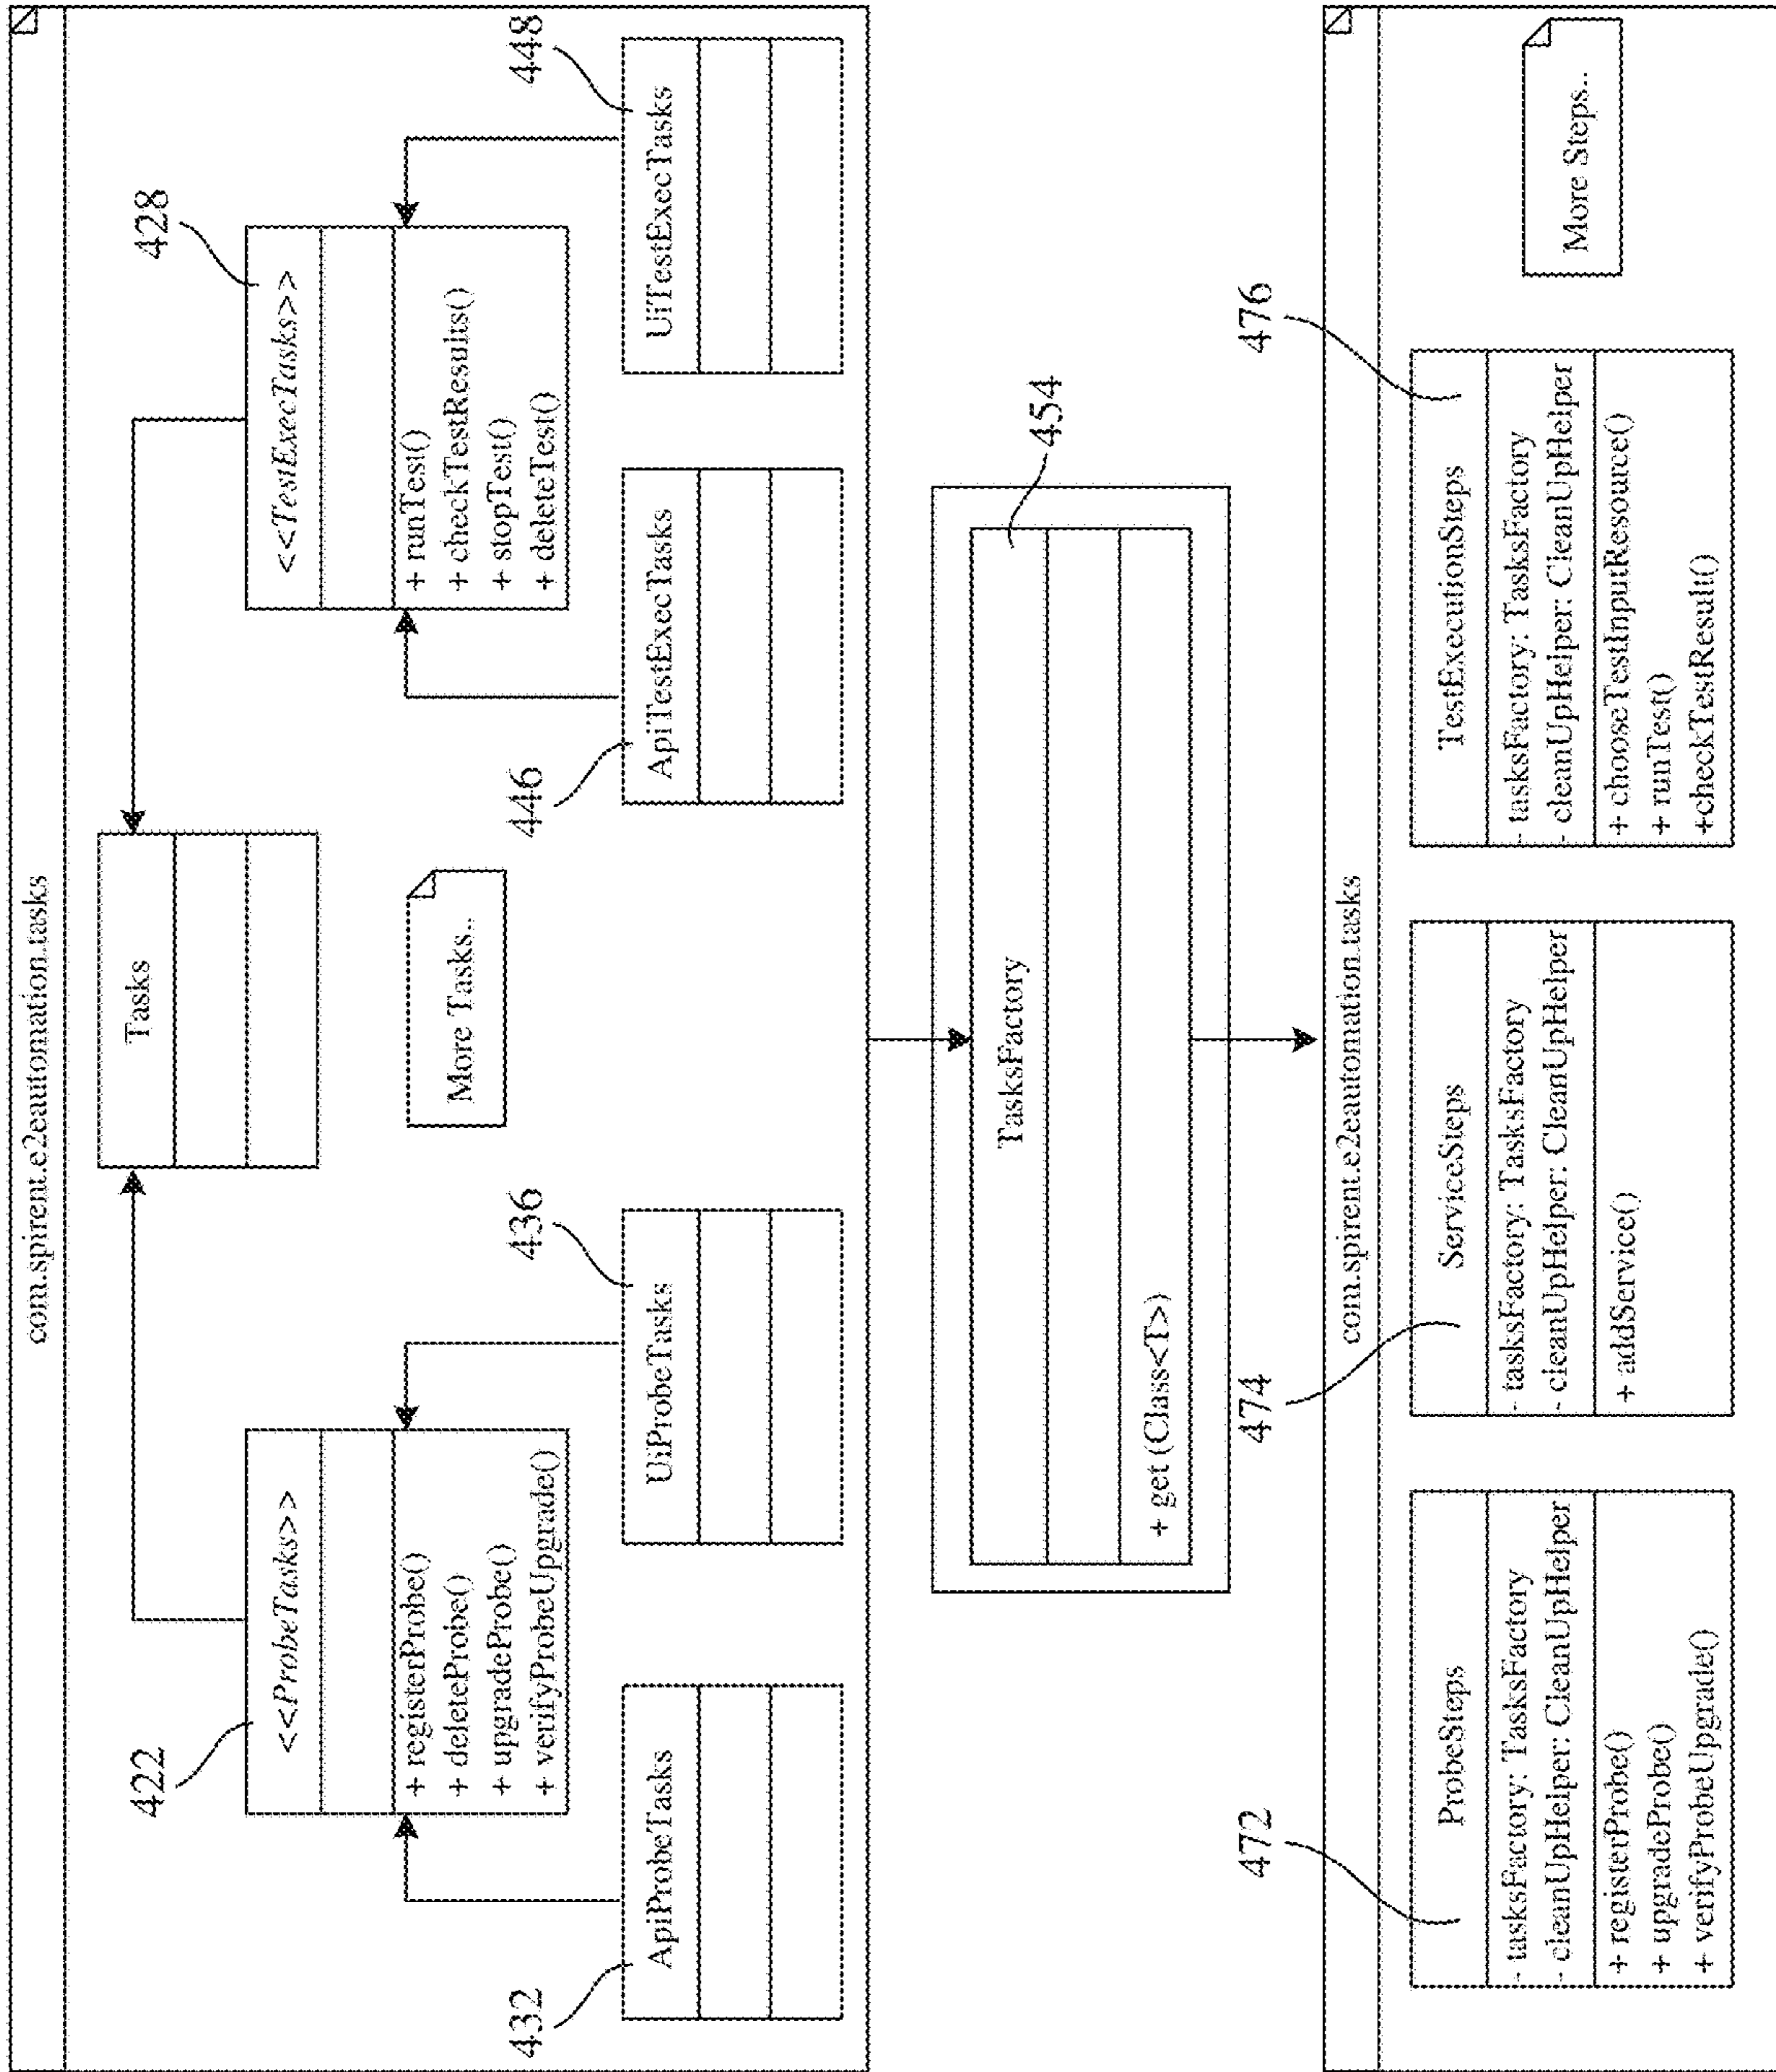 com.spirent.e2eautomation.tasks
Tasks
422
<<ProbeTasks>>
+ registerProbe()
+ deleteProbe()
+ upgradeProbe()
+ verifyProbeUpgrade()
428
<<TestExecTasks>>
+ runTest()
+ checkTestResults()
+ stopTest()
+ deleteTest()
More Tasks..
432
ApiProbeTasks
436
UiProbeTasks
446
ApiTestExecTasks
448
UiTestExecTasks
454
TasksFactory
+ get (Class<T>)
com.spirent.e2eautomation.tasks
472
ProbeSteps
- tasksFactory: TasksFactory
- cleanUpHelper: CleanUpHelper
+ registerProbe()
+ upgradeProbe()
+ verifyProbeUpgrade()
474
ServiceSteps
- tasksFactory: TasksFactory
- cleanUpHelper: CleanUpHelper
+ addService()
476
TestExecutionSteps
- tasksFactory: TasksFactory
- cleanUpHelper: CleanUpHelper
+ chooseTestInputResource()
+ runTest()
+checkTestResult()
More Steps..